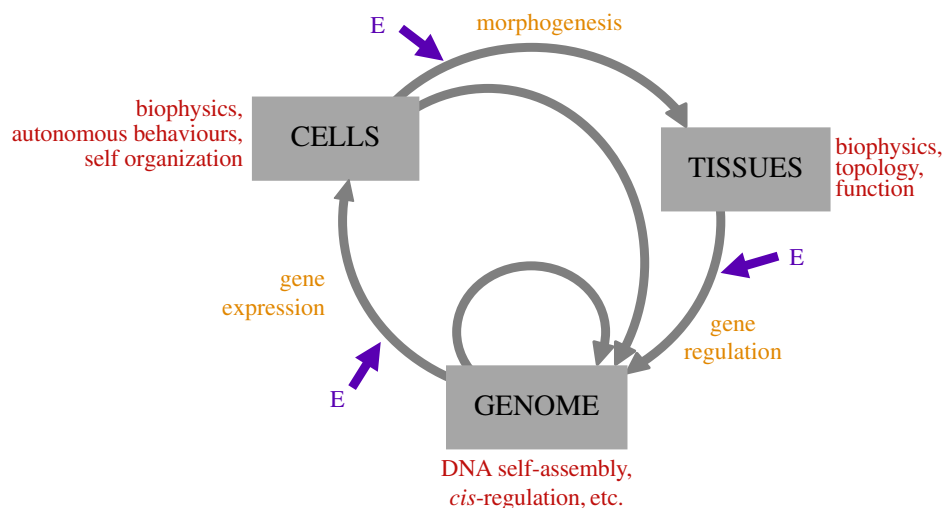 E
morphogenesis
biophysics,
autonomous behaviours,
self organization
CELLS
TISSUES
biophysics,
topology,
function
E
gene
expression
gene
regulation
E
GENOME
DNA self-assembly,
cis-regulation, etc.